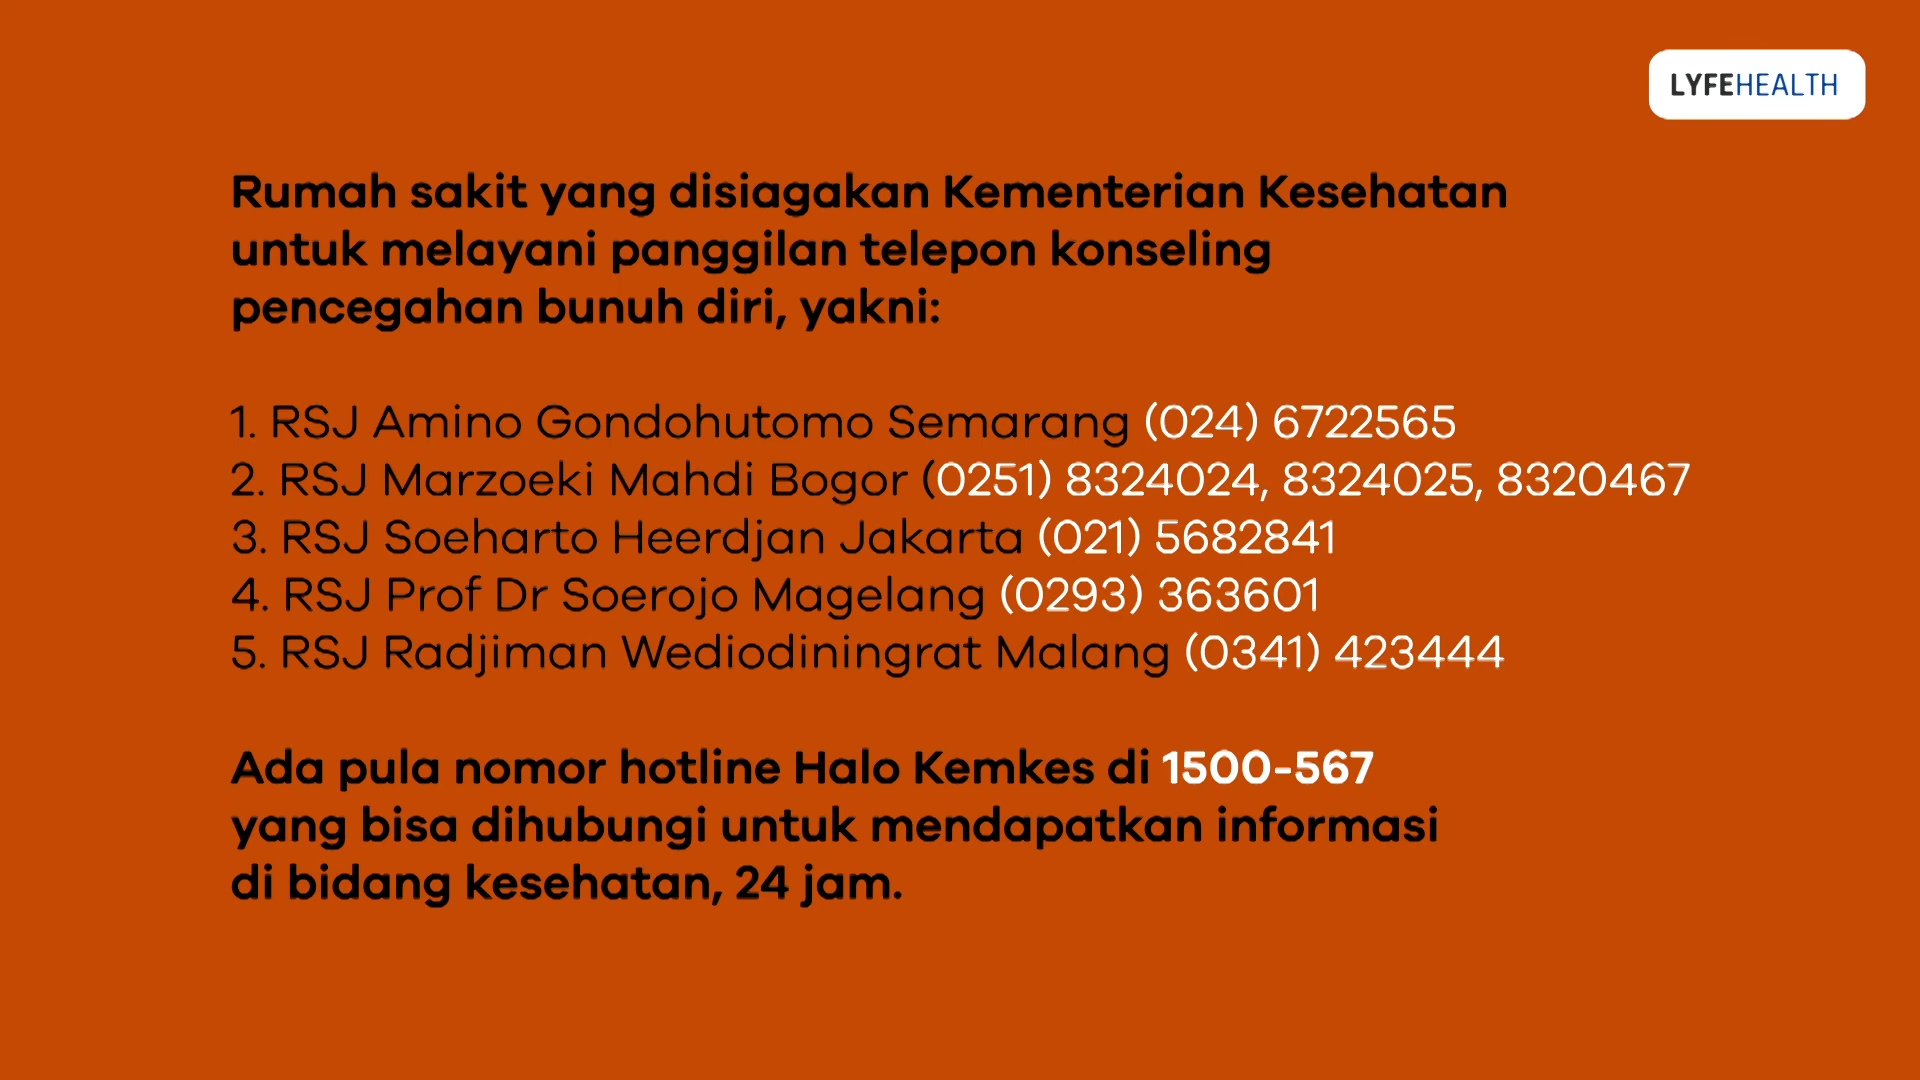 LYFEHEALTH
Rumah sakit yang disiagakan Kementerian Kesehatan
untuk melayani panggilan telepon konseling
pencegahan bunuh diri, yakni:
1. RSJ Amino Gondohutomo Semarang (024) 6722565
2. RSJ Marzoeki Mahdi Bogor (0251) 8324024, 8324025, 8320467
3. RSJ Soeharto Heerdjan Jakarta (021) 5682841
4. RSJ Prof Dr Soerojo Magelang (0293) 363601
5. RSJ Radjiman Wediodiningrat Malang (0341) 423444
Ada pula nomor hotline Halo Kemkes di 1500-567
yang bisa dihubungi untuk mendapatkan informasi
di bidang kesehatan, 24 jam.